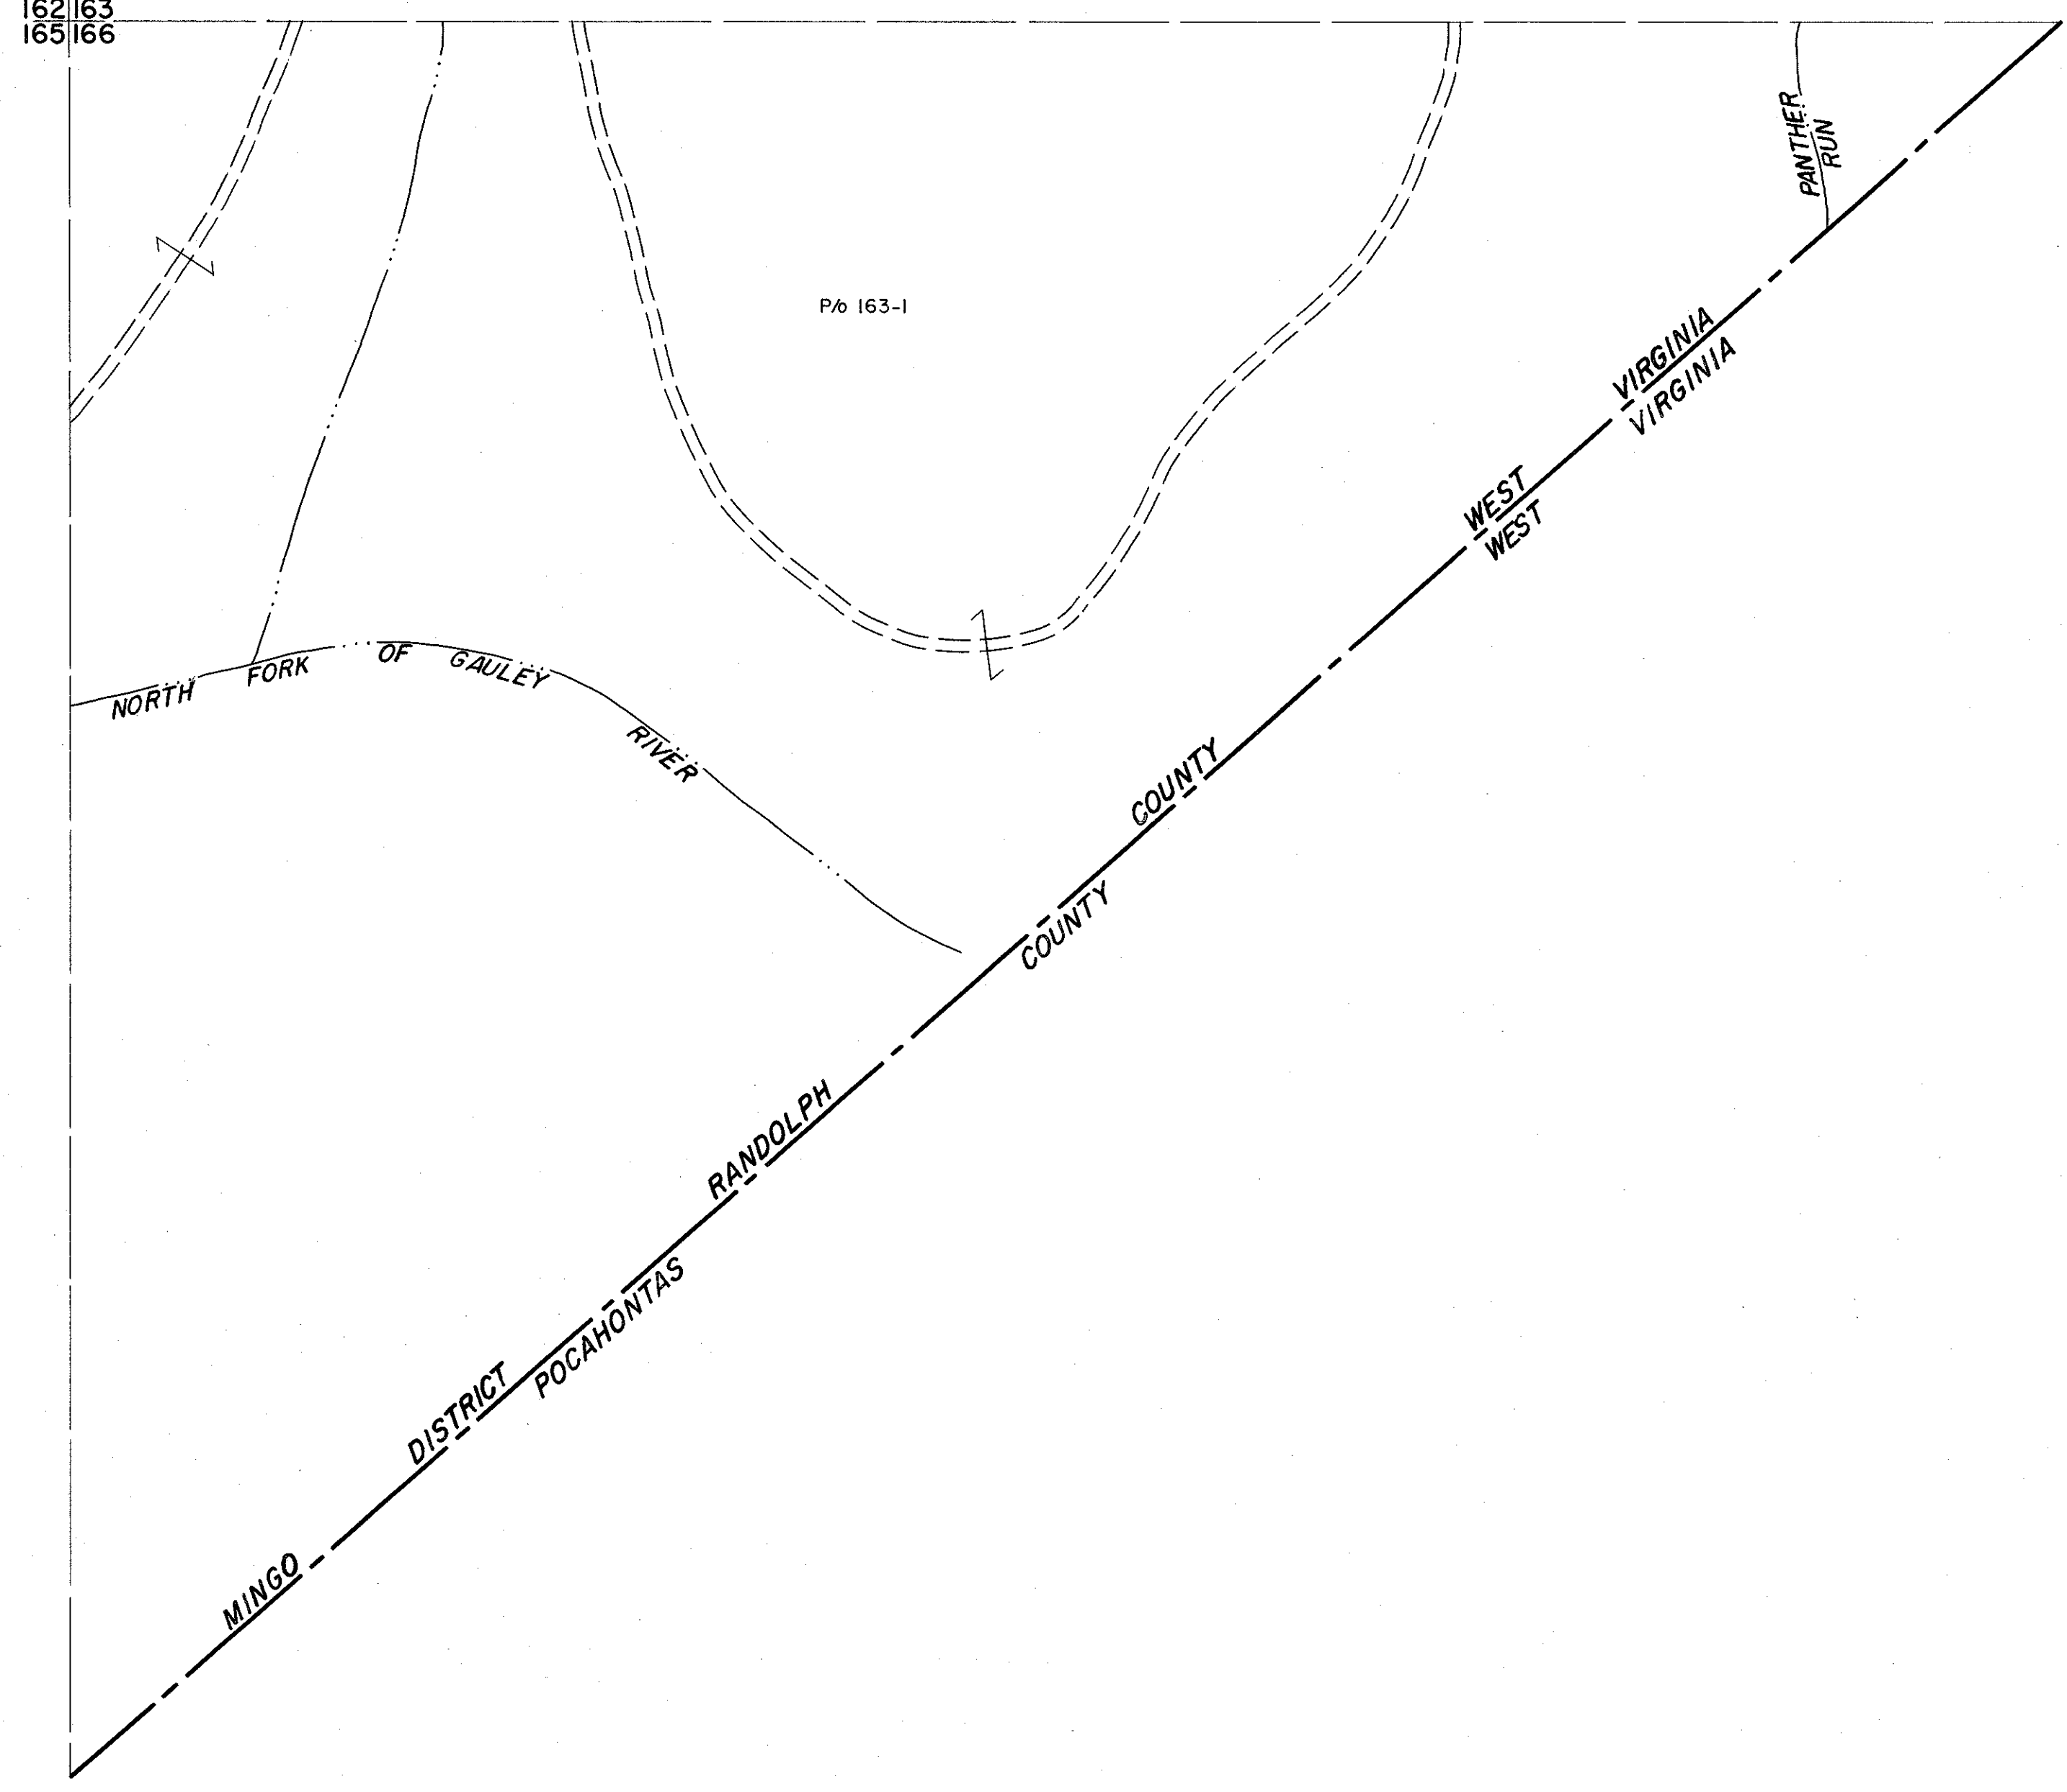 162 163
165 166
PANTHER
RUN
P/o 163-1
NORTH FORK OF GAULEY RIVER
MINGO DISTRICT RANDOLPH COUNTY WEST VIRGINIA
POCAHONTAS COUNTY WEST VIRGINIA